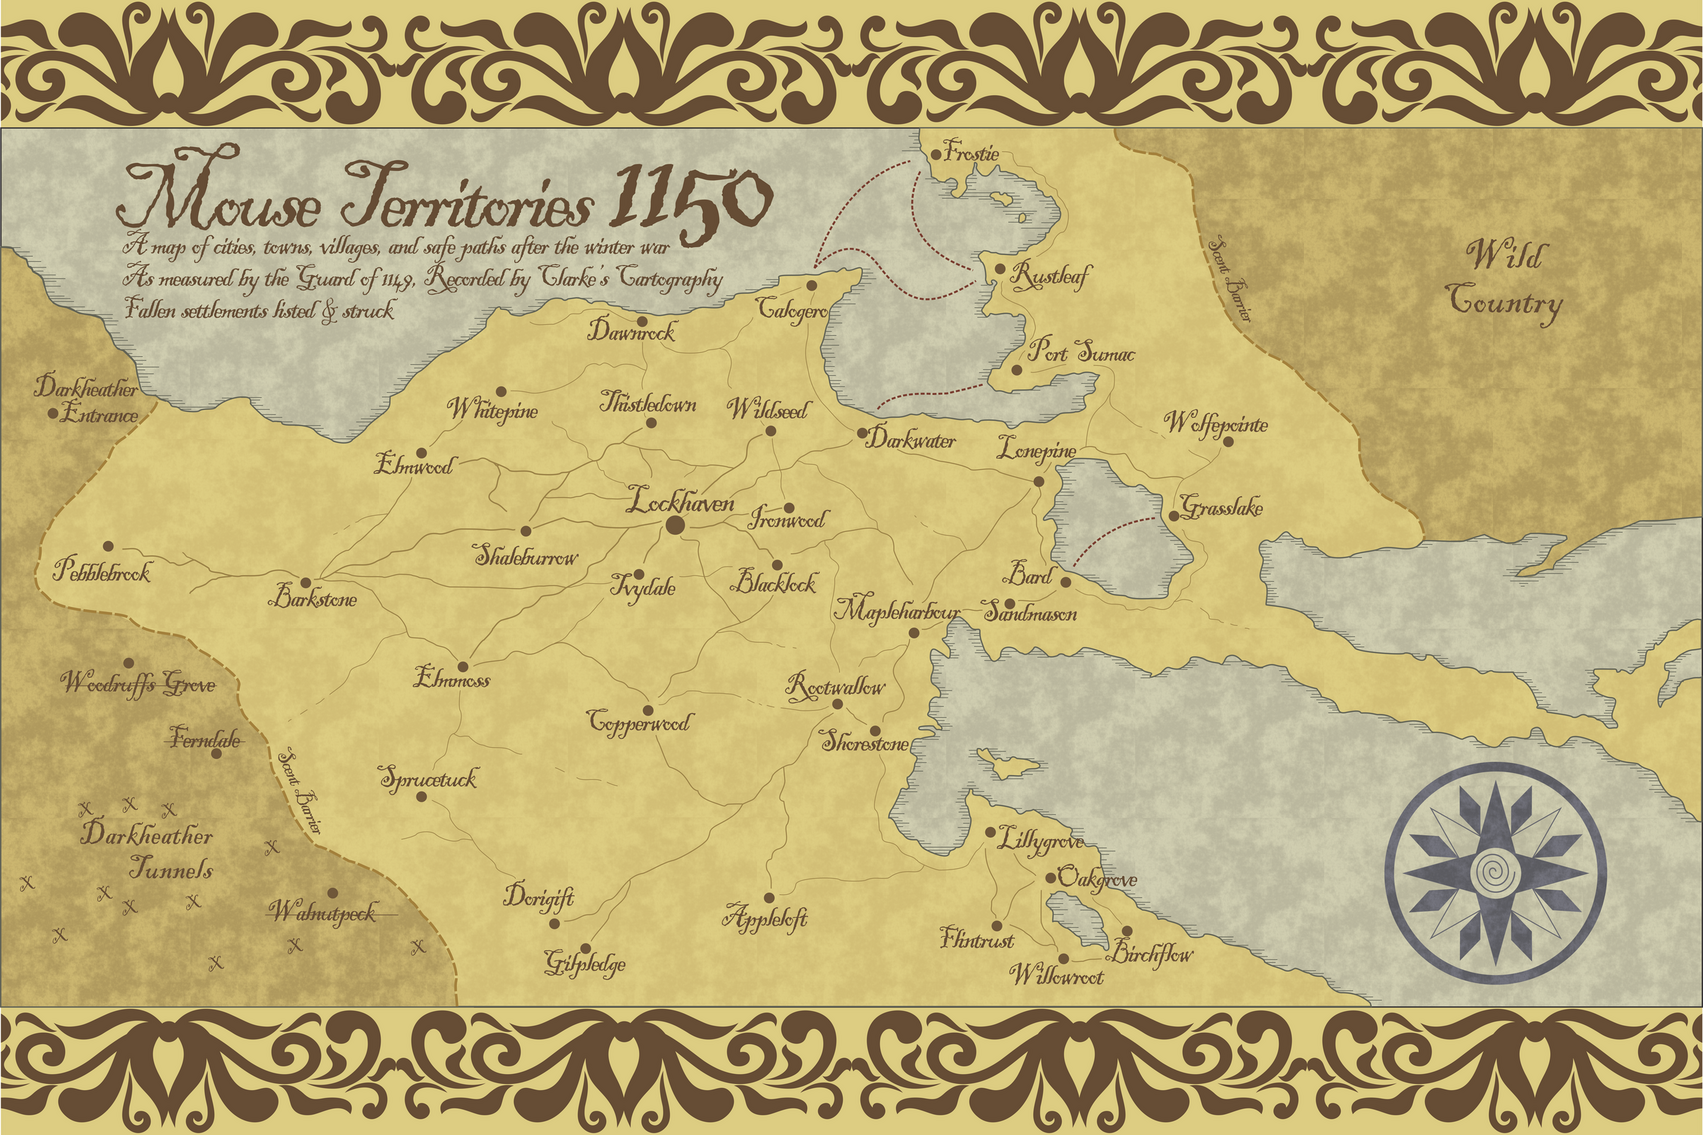 Mouse Territories 1150
A map of cities, towns, villages, and safe paths after the winter war
As measured by the Guard of 1149, Recorded by Clarke's Cartography
Fallen settlements listed & struck
Frostic
Wild
Country
Scent Barrier
Rustleaf
Calogero
Dawnrock
Port Sumac
Darkheather
Entrance
Whitepine
Thistledown
Wildseed
Wolfepointe
Darkwater
Lonepine
Elmwood
Lockhaven
Ironwood
Grasslake
Shaleburrow
Pebblebrook
Barkstone
Ivydale
Blacklock
Bard
Mapleharbour
Sandmason
Woodruffs Grove
Elmmoss
Rootwallow
Copperwood
Ferndale
Shorestone
Scent Barrier
Sprucetuck
Darkheather
Tunnels
x
x
x
x
x
x
x
x
x
x
x
x
Lillygrove
Oakgrove
Walnutpeck
Dorigift
Appleloft
Flintrust
Birchflow
Gilpledge
Willowroot